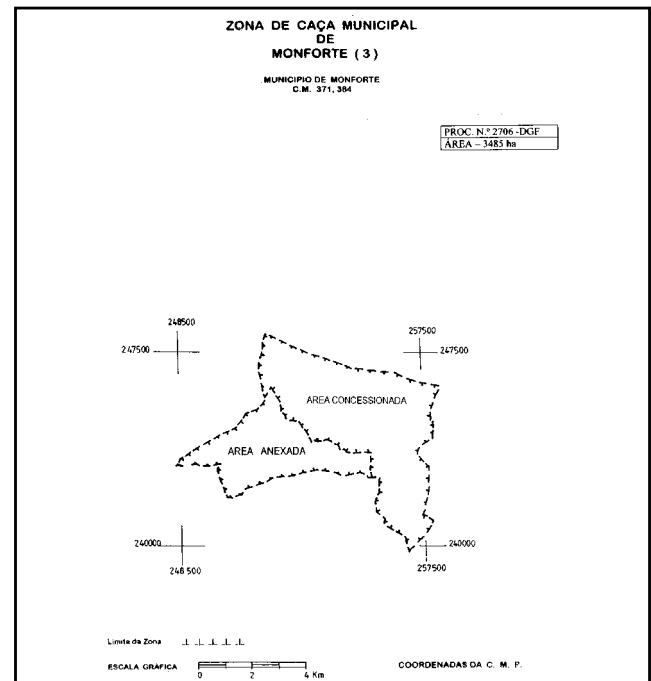 ZONA DE CAÇA MUNICIPAL
DE
MONFORTE ( 3 )
MUNICIPIO DE MONFORTE
C.M. 371, 384
PROC. N.º 2706 -DGF
ÁREA – 3485 ha
248500
257500
247500
247500
AREA CONCESSIONADA
AREA ANEXADA
240000
240000
248 500
257500
Limite da Zona
ESCALA GRÁFICA
0 2 4 Km
COORDENADAS DA C. M. P.